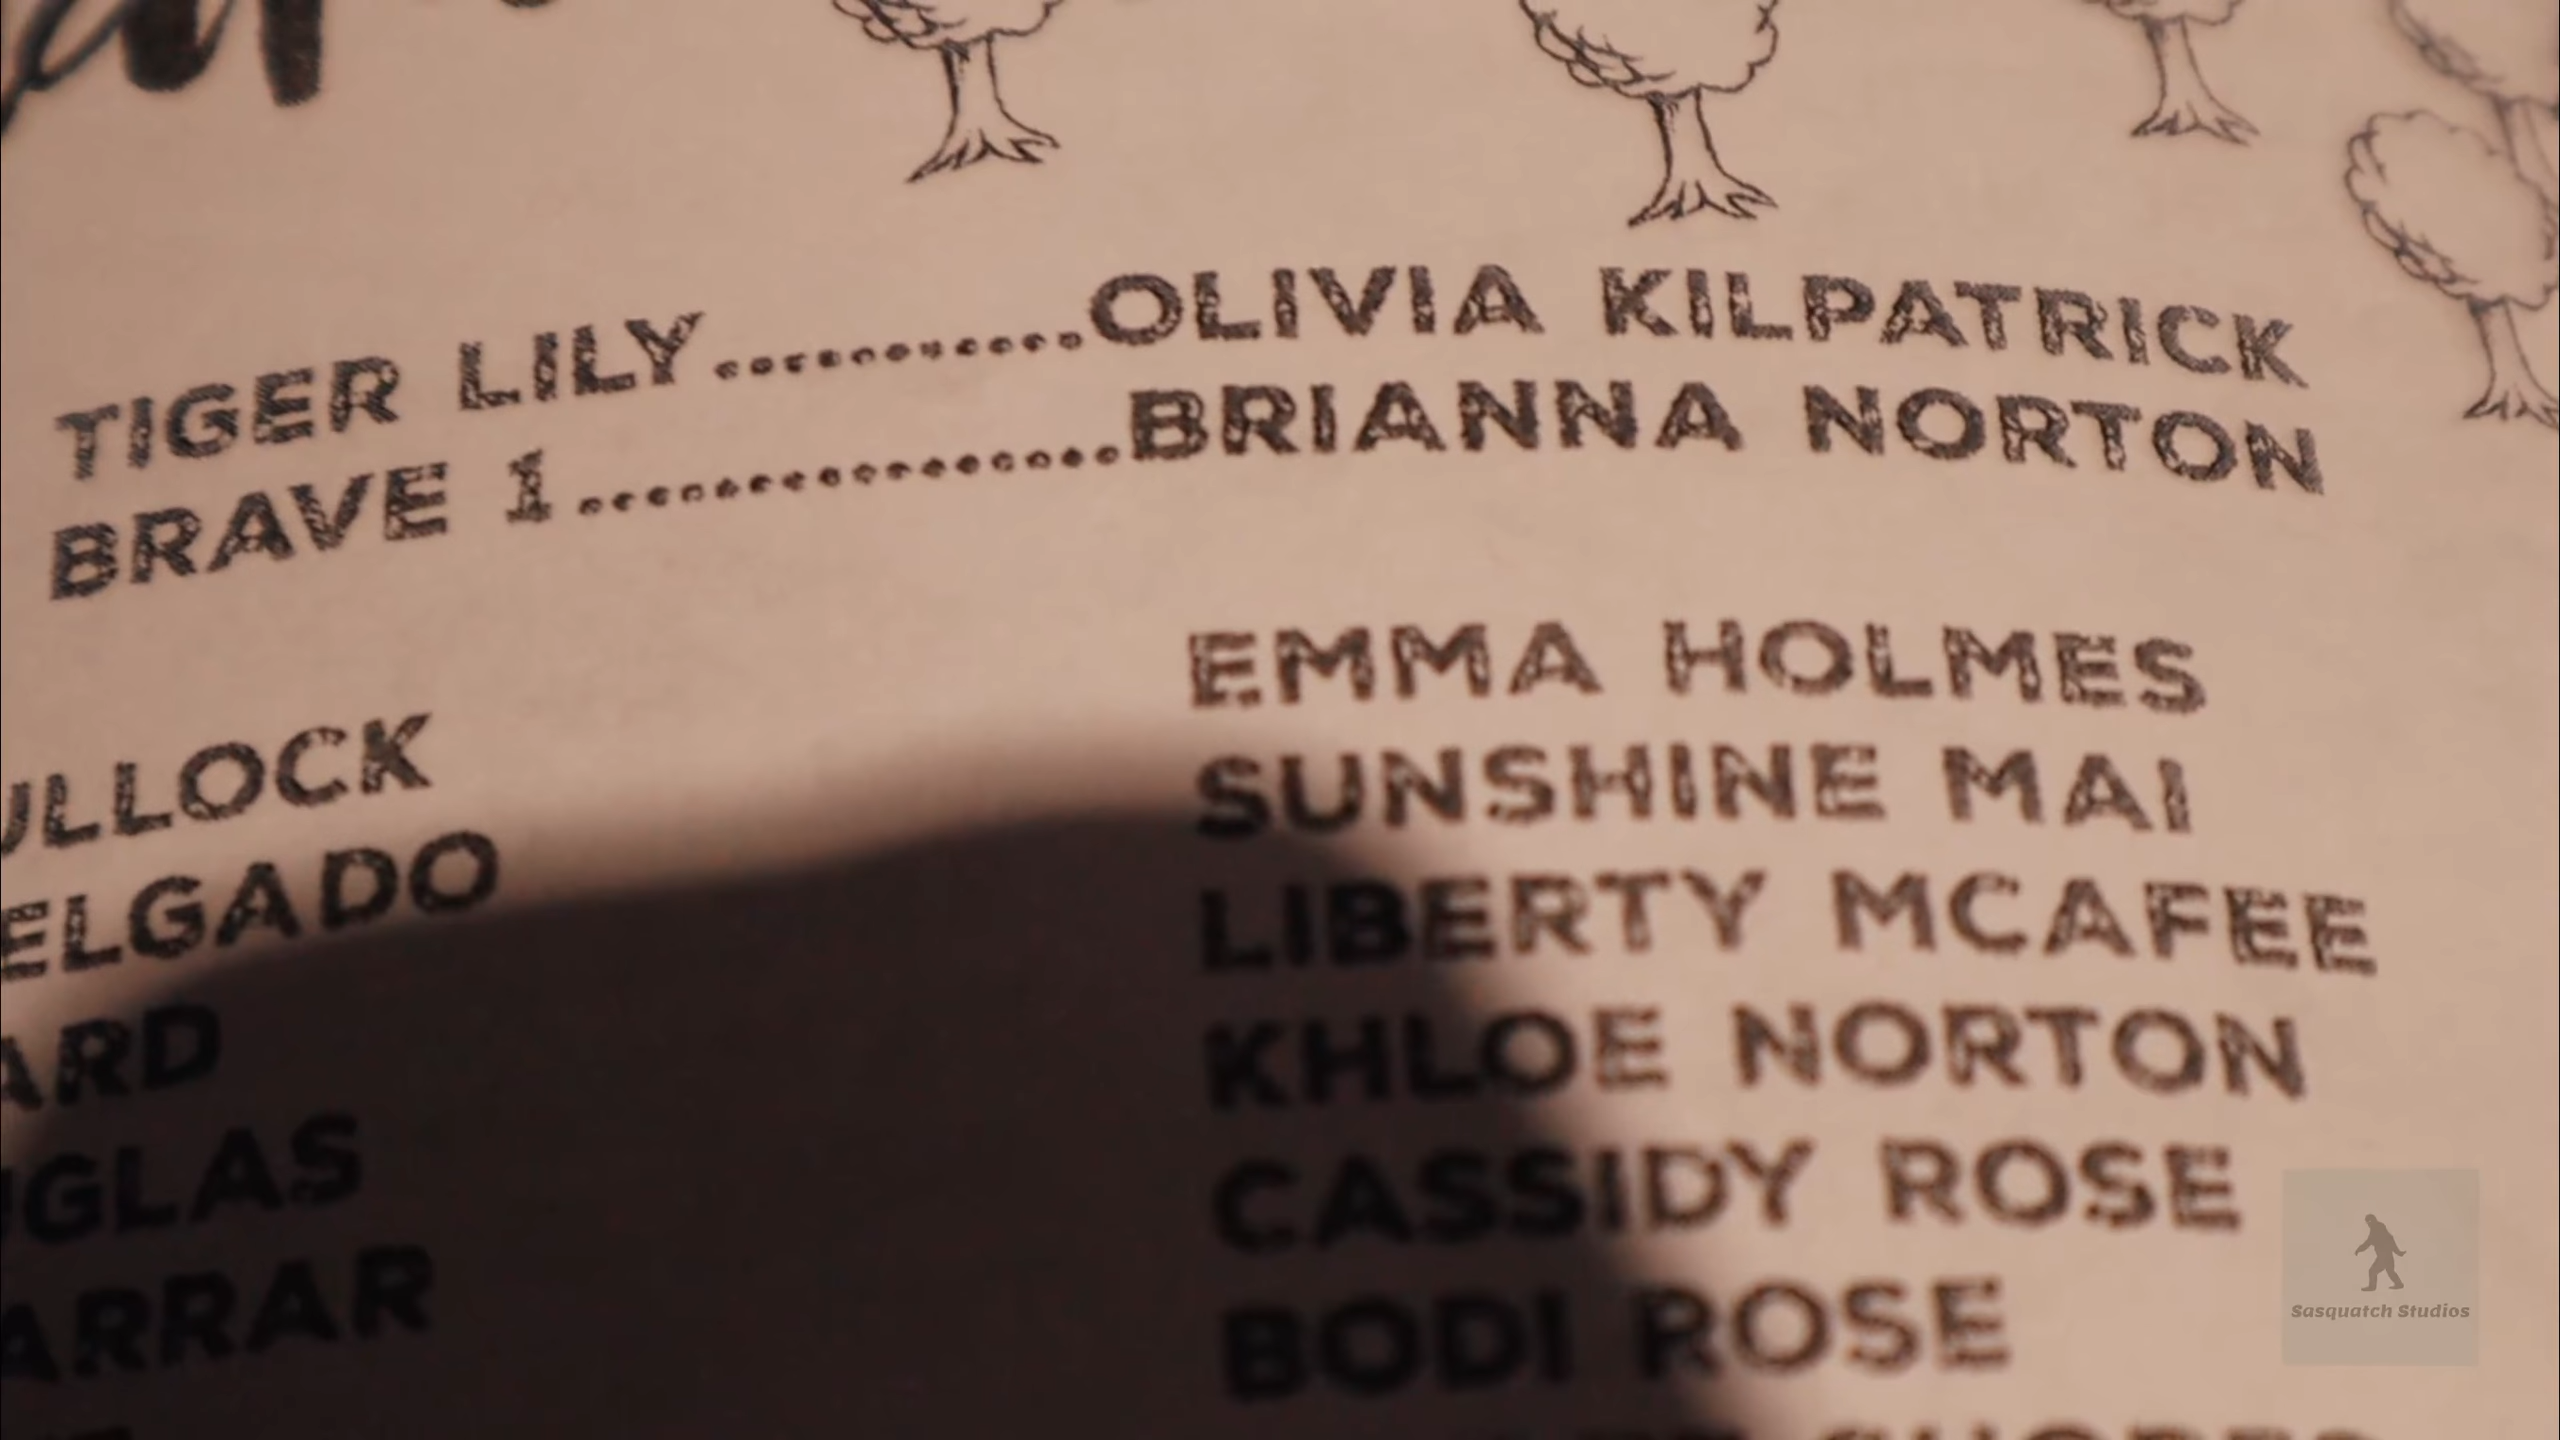 TIGER LILY..........OLIVIA KILPATRICK
BRAVE 1...............BRIANNA NORTON
EMMA HOLMES
ULLOCK
SUNSHINE MAI
ELGADO
LIBERTY MCAFEE
ARD
KHLOE NORTON
GLAS
CASSIDY ROSE
ARRAR
BODI ROSE
Sasquatch Studios